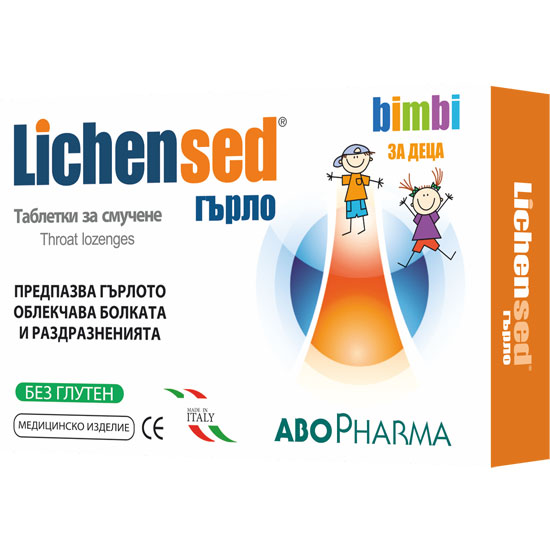 Lichensed®
гърло
Таблетки за смучене
Throat lozenges
bimbi
ЗА ДЕЦА
ПРЕДПАЗВА ГЪРЛОТО
ОБЛЕКЧАВА БОЛКАТА
И РАЗДРАЗНЕНИЯТА
БЕЗ ГЛУТЕН
МЕДИЦИНСКО ИЗДЕЛИЕ CE
MADE IN
ITALY
ABOPHARMA
Lichensed®
гърло